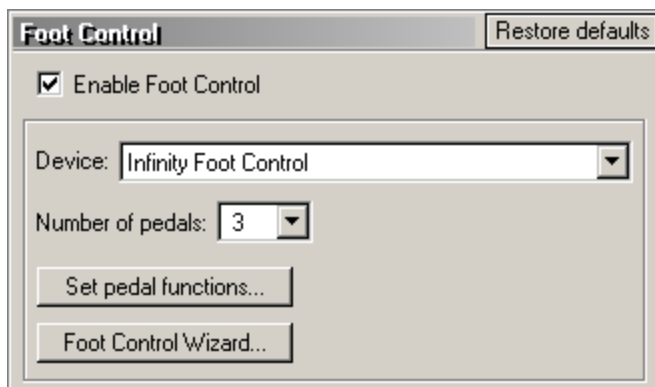 Foot Control
Restore defaults
Enable Foot Control
Device: Infinity Foot Control
Number of pedals: 3
Set pedal functions...
Foot Control Wizard...